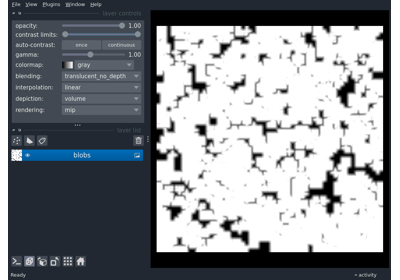 File View Plugins Window Help
layer controls
opacity: 1.00
contrast limits:
auto-contrast: once continuous
gamma: 1.00
colormap: gray
blending: translucent_no_depth
interpolation: linear
depiction: volume
rendering: mip
layer list
blobs
Ready activity